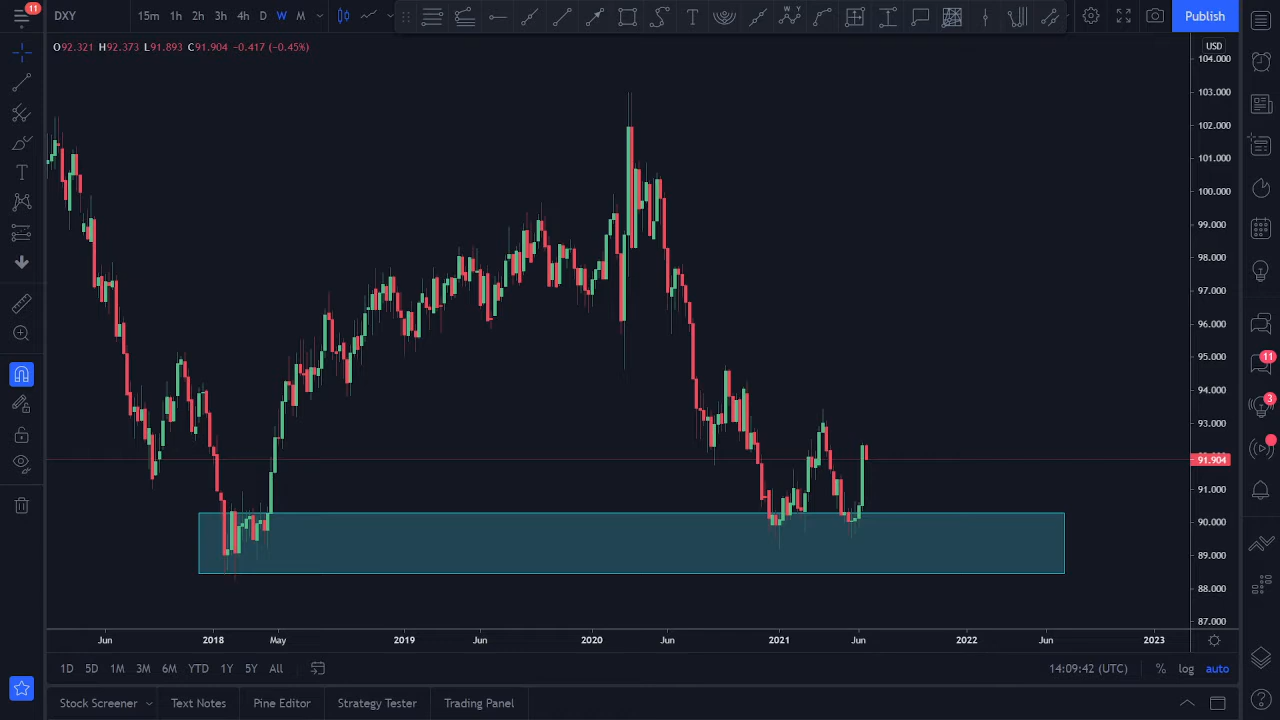 11
DXY
15m 1h 2h 3h 4H D W M
Publish
O92.321 H92.373 L91.893 C91.904 -0.417 (-0.45%)
USD
104.000
103.000
102.000
101.000
100.000
99.000
98.000
97.000
96.000
95.000
94.000
93.000
91.904
91.000
90.000
89.000
88.000
87.000
11
3
Jun 2018 May 2019 Jun 2020 Jun 2021 Jun 2022 Jun 2023
1D 5D 1M 3M 6M YTD 1Y 5Y All
14:09:42 (UTC) % log auto
Stock Screener Text Notes Pine Editor Strategy Tester Trading Panel